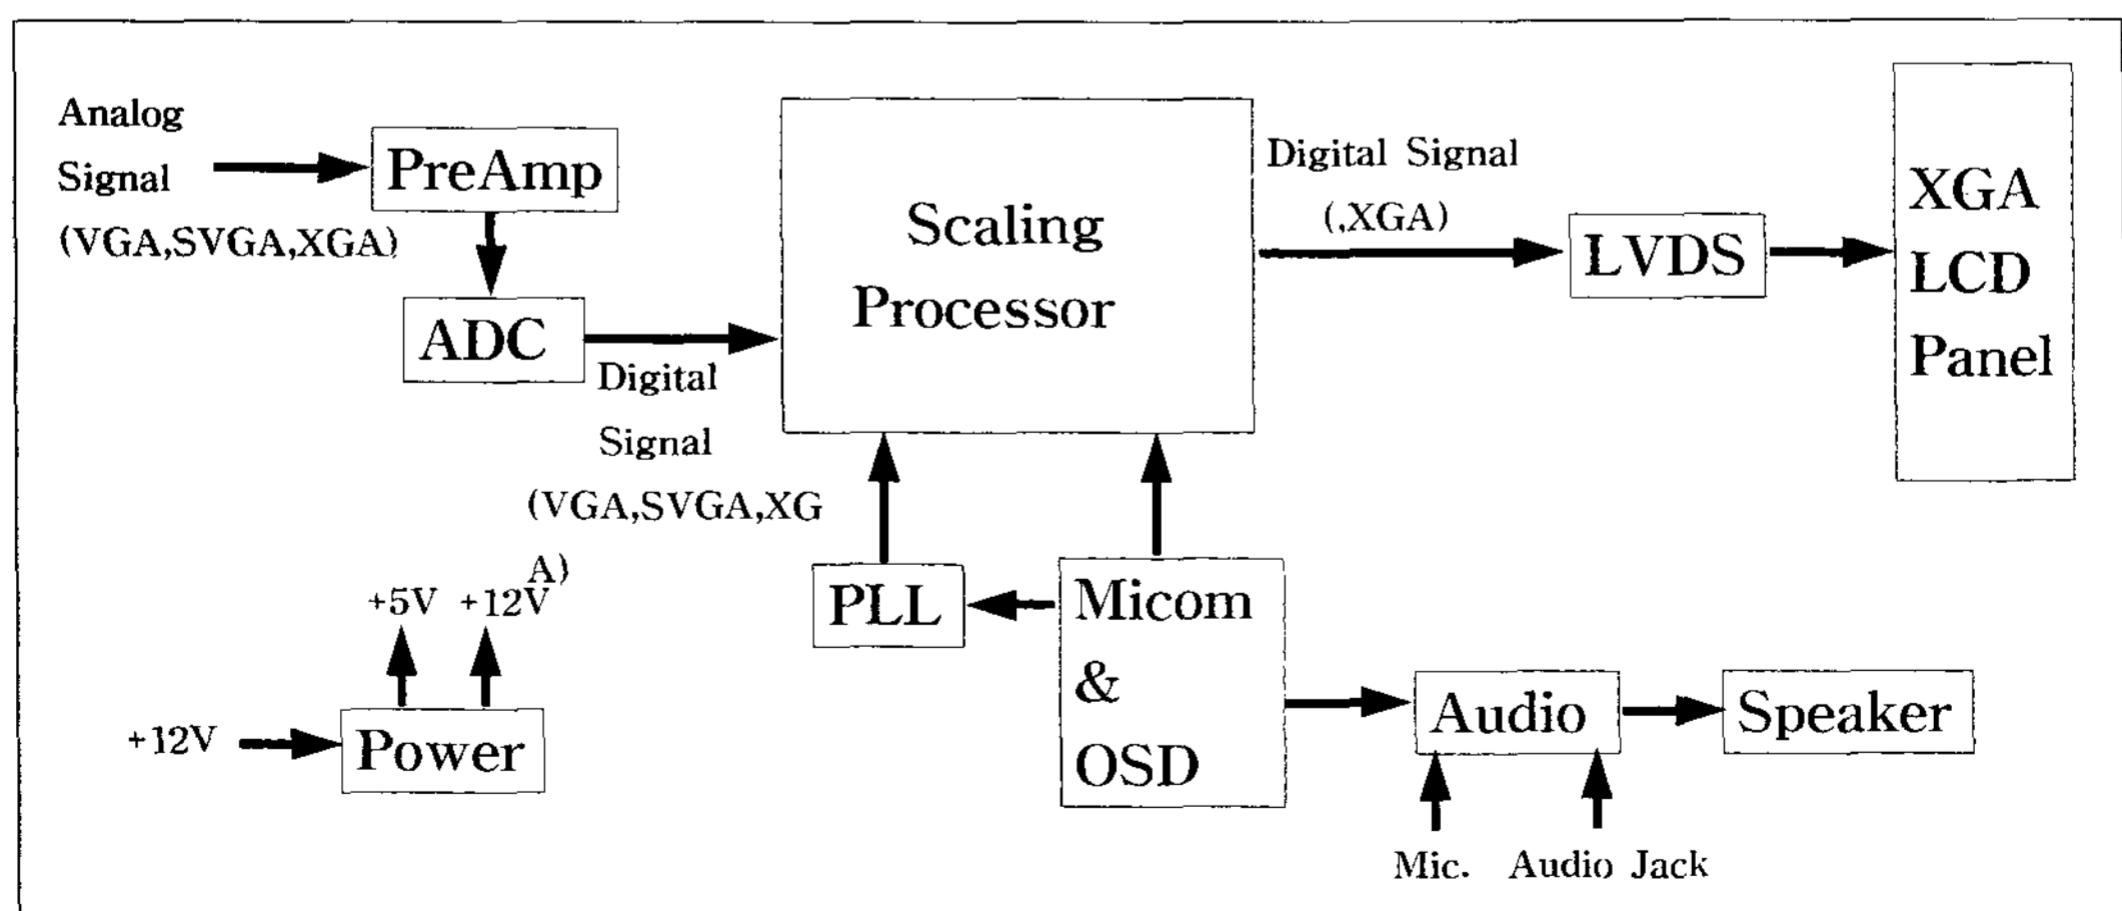 Analog
Signal
(VGA,SVGA,XGA)
PreAmp
ADC
Digital
Signal
(VGA,SVGA,XG
A)
Scaling
Processor
Digital Signal
(,XGA)
LVDS
XGA
LCD
Panel
PLL
Micom
&
OSD
+5V +12V
+12V
Power
Audio
Speaker
Mic. Audio Jack